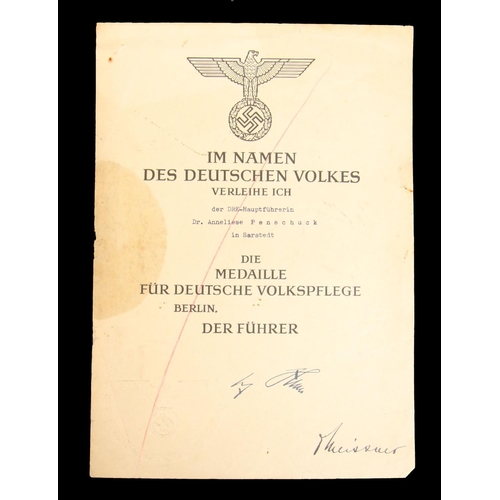 IM NAMEN
DES DEUTSCHEN VOLKES
VERLEIHE ICH
der DRK-Hauptführerin
Dr. Anneliese Penschuck
in Sarstedt
DIE
MEDAILLE
FÜR DEUTSCHE VOLKSPFLEGE
BERLIN,
DER FÜHRER
Meissner